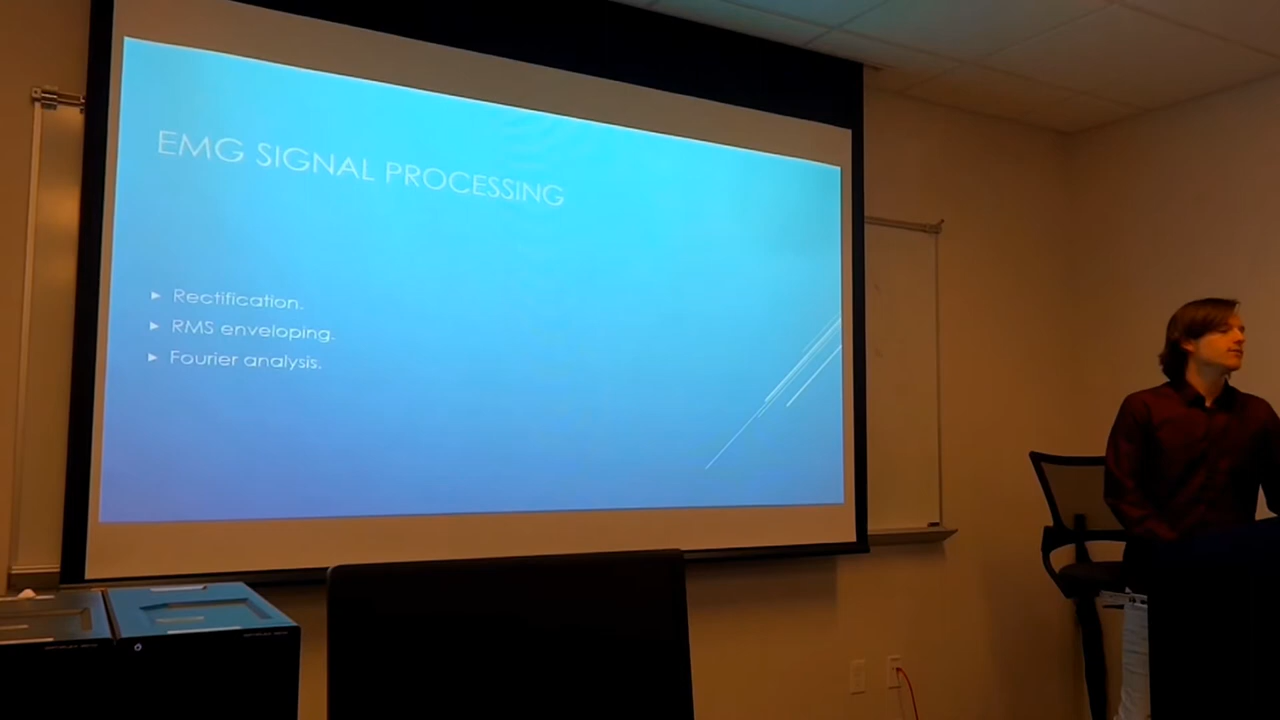 EMG SIGNAL PROCESSING
Rectification.
RMS enveloping.
Fourier analysis.